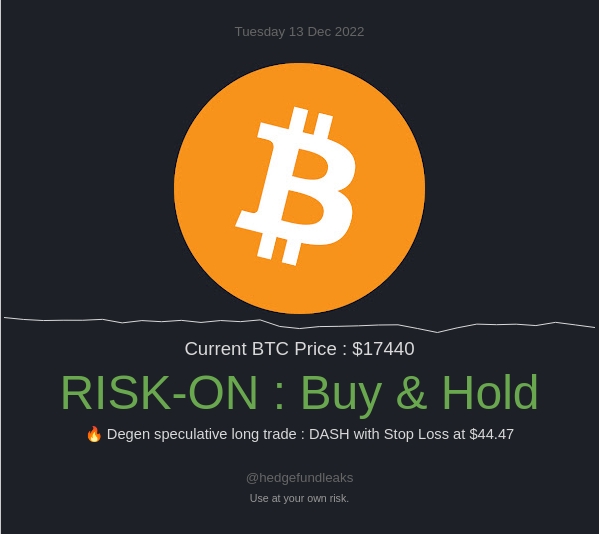 Tuesday 13 Dec 2022
Current BTC Price : $17440
RISK-ON : Buy & Hold
🔥 Degen speculative long trade : DASH with Stop Loss at $44.47
@hedgefundleaks
Use at your own risk.